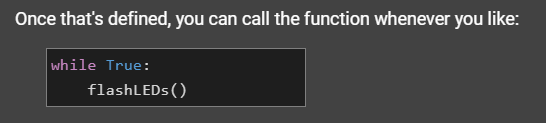 Once that's defined, you can call the function whenever you like:
while True:
    flashLEDs()